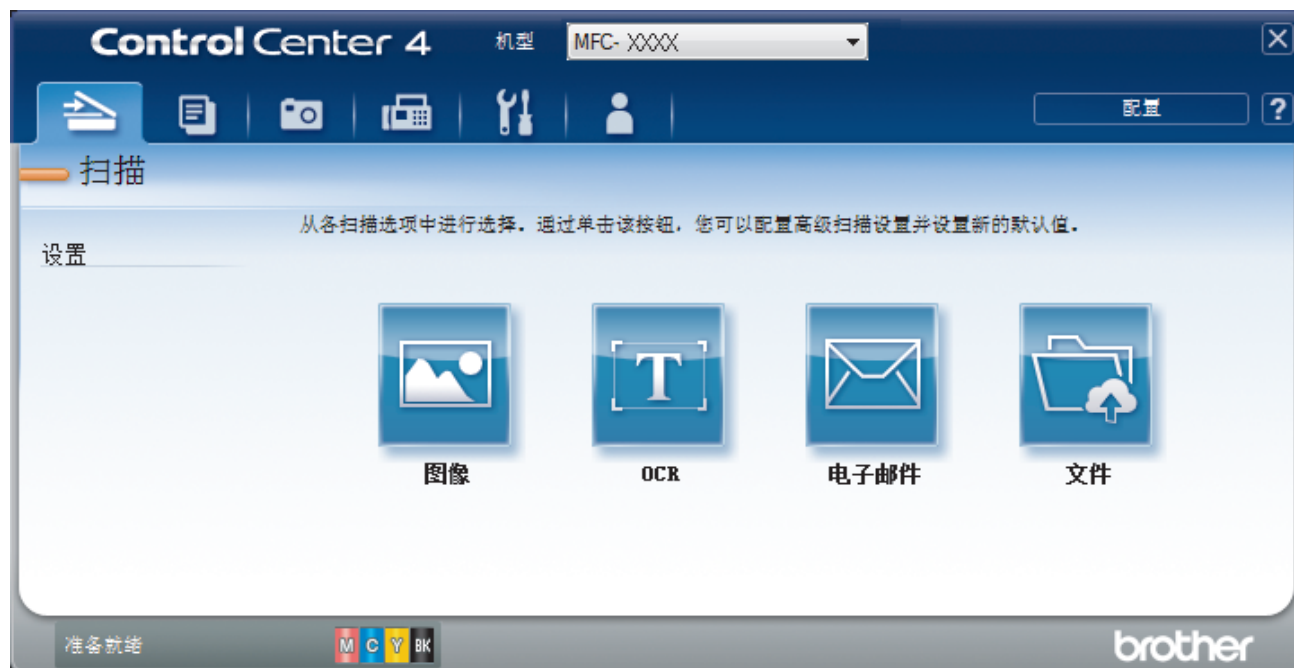 Control Center 4 机型 MFC- XXXX
配置 ?
扫描
从各扫描选项中进行选择。通过单击该按钮，您可以配置高级扫描设置并设置新的默认值。
设置
T
图像 OCR 电子邮件 文件
准备就绪 M C Y BK brother